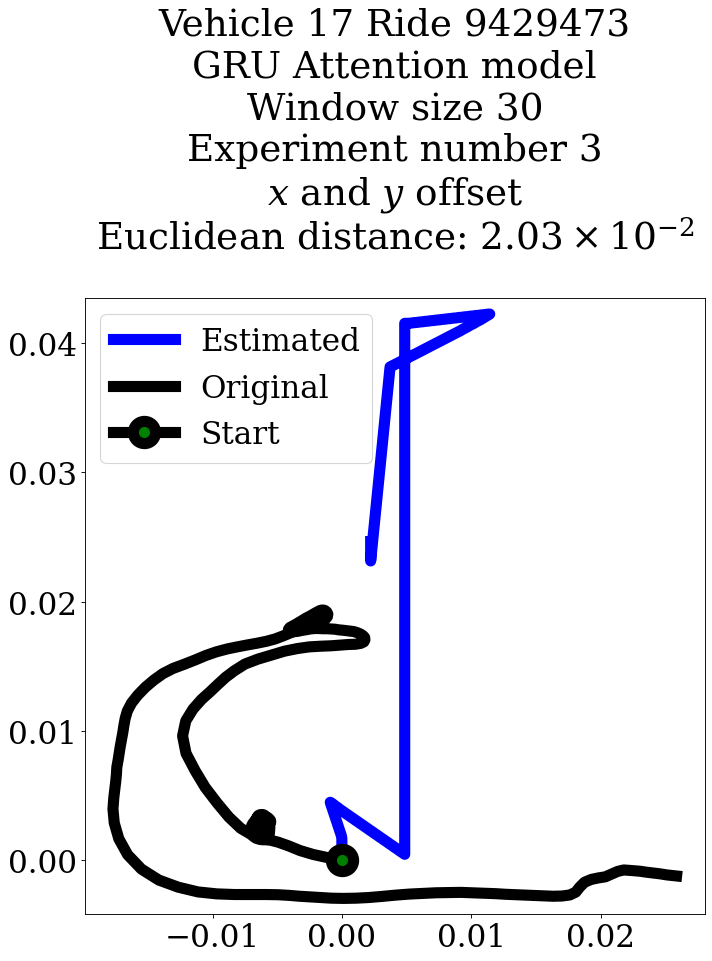 Vehicle 17 Ride 9429473
GRU Attention model
Window size 30
Experiment number 3
x and y offset
Euclidean distance: 2.03 × 10⁻²
Estimated
Original
Start
0.04
0.03
0.02
0.01
0.00
−0.01 0.00 0.01 0.02